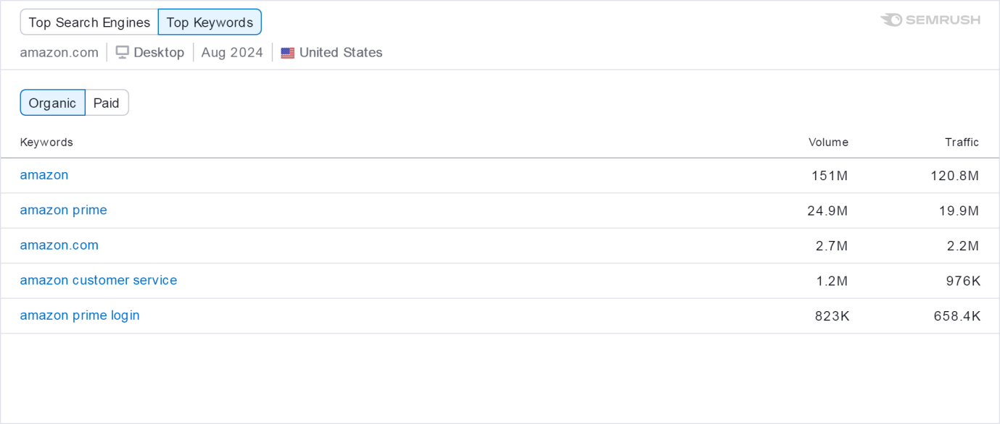 Top Search Engines Top Keywords SEMRUSH
amazon.com Desktop Aug 2024 United States
Organic Paid
Keywords Volume Traffic
amazon 151M 120.8M
amazon prime 24.9M 19.9M
amazon.com 2.7M 2.2M
amazon customer service 1.2M 976K
amazon prime login 823K 658.4K